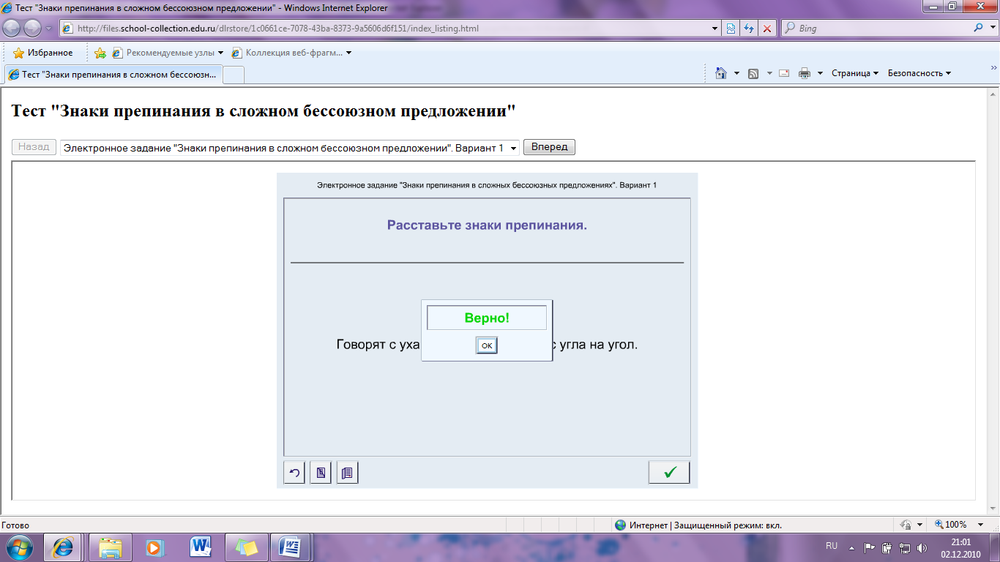 Тест "Знаки препинания в сложном бессоюзном предложении" - Windows Internet Explorer
http://files.school-collection.edu.ru/dlrstore/1c0661ce-7078-43ba-8373-9a56066f6f151/index_listing.html
Bing
Избранное
Рекомендуемые узлы
Коллекция веб-фрагм...
Тест "Знаки препинания в сложном бессоюзн...
Страница
Безопасность
»
Тест "Знаки препинания в сложном бессоюзном предложении"
Назад
Электронное задание "Знаки препинания в сложном бессоюзном предложении". Вариант 1
Вперед
Электронное задание "Знаки препинания в сложных бессоюзных предложениях". Вариант 1
Расставьте знаки препинания.
Верно!
Говорят с уха
с угла на угол.
ОК
Готово
Интернет | Защищенный режим: вкл.
100%
RU
21:01
02.12.2010